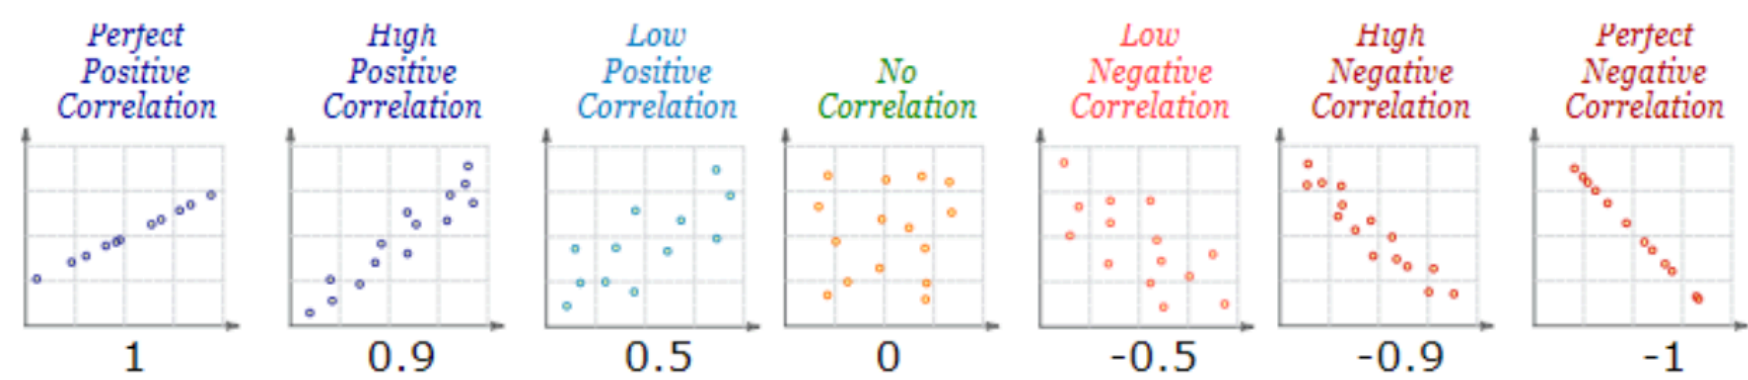 Perfect
Positive
Correlation
1
High
Positive
Correlation
0.9
Low
Positive
Correlation
0.5
No
Correlation
0
Low
Negative
Correlation
-0.5
High
Negative
Correlation
-0.9
Perfect
Negative
Correlation
-1